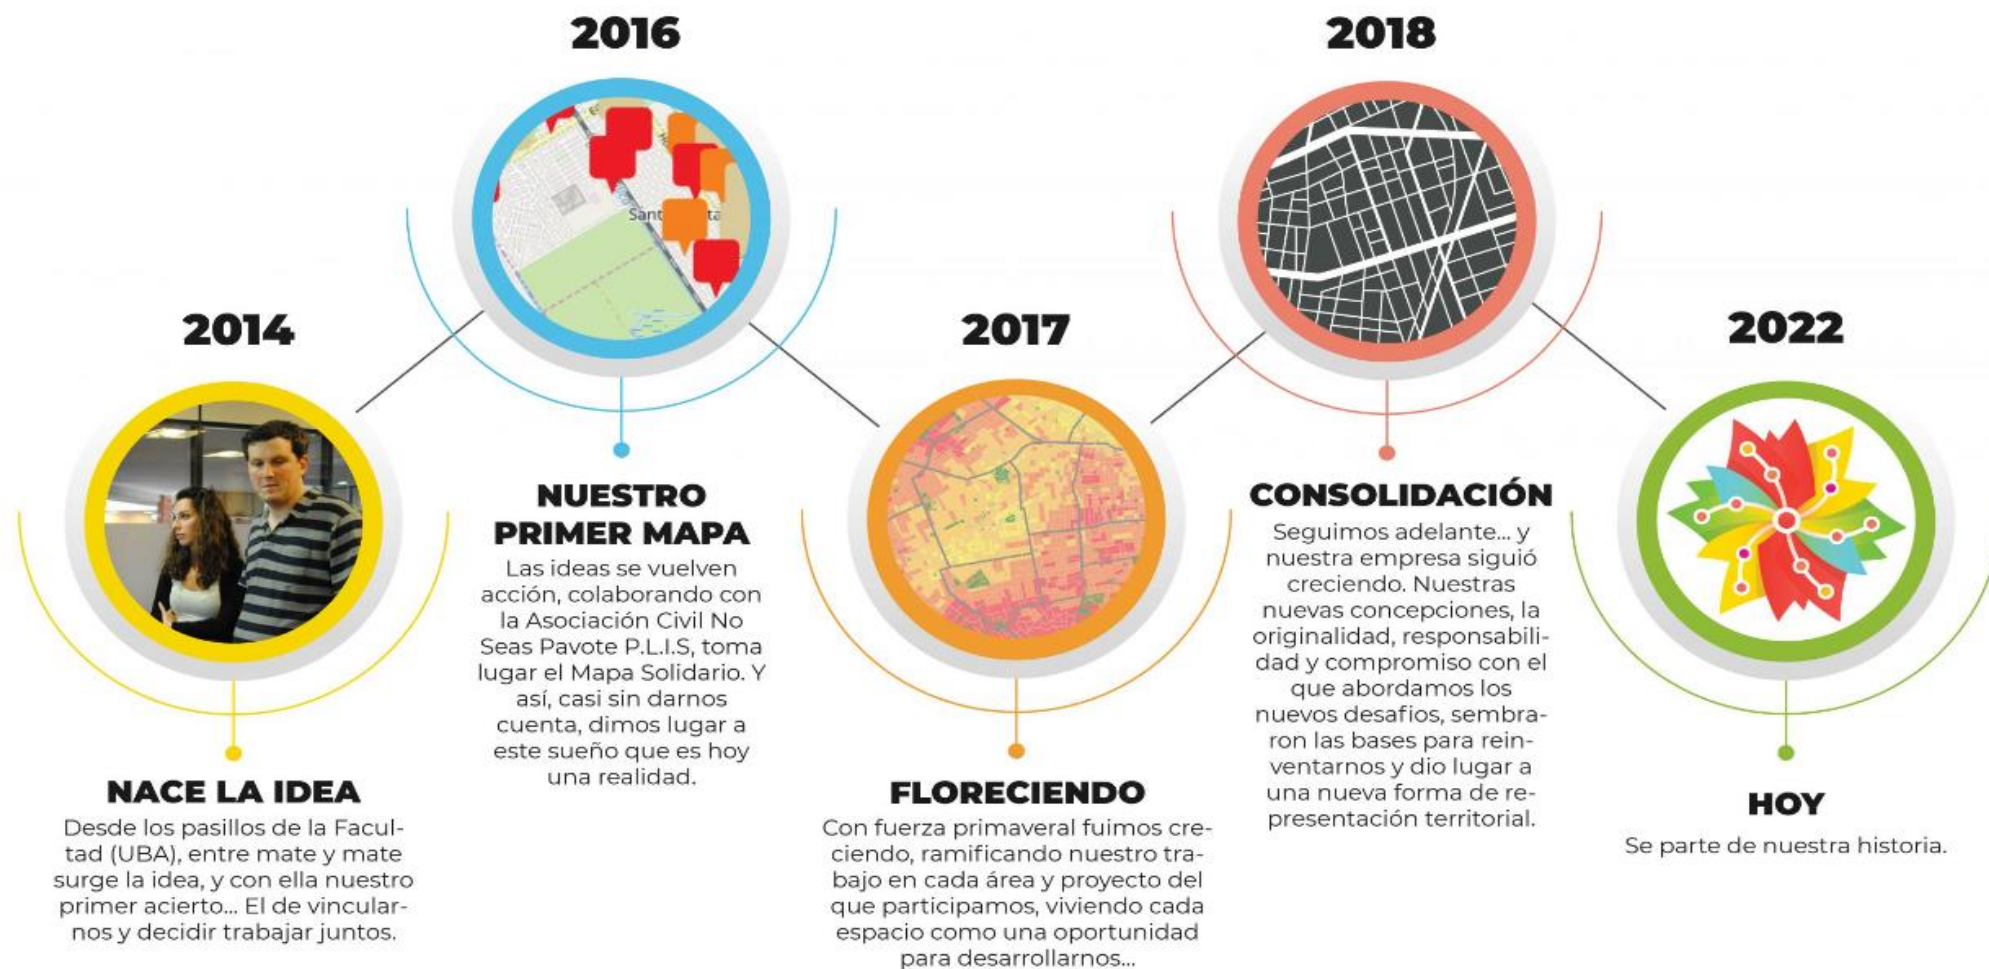 2014
NACE LA IDEA
Desde los pasillos de la Facul-
tad (UBA), entre mate y mate
surge la idea, y con ella nuestro
primer acierto... El de vincular-
nos y decidir trabajar juntos.
2016
NUESTRO
PRIMER MAPA
Las ideas se vuelven
acción, colaborando con
la Asociación Civil No
Seas Pavote P.L.I.S, toma
lugar el Mapa Solidario. Y
así, casi sin darnos
cuenta, dimos lugar a
este sueño que es hoy
una realidad.
2017
FLORECIENDO
Con fuerza primaveral fuimos cre-
ciendo, ramificando nuestro tra-
bajo en cada área y proyecto del
que participamos, viviendo cada
espacio como una oportunidad
para desarrollarnos...
2018
CONSOLIDACIÓN
Seguimos adelante... y
nuestra empresa siguió
creciendo. Nuestras
nuevas concepciones, la
originalidad, responsabili-
dad y compromiso con el
que abordamos los
nuevos desafios, sembra-
ron las bases para rein-
ventarnos y dio lugar a
una nueva forma de re-
presentación territorial.
2022
HOY
Se parte de nuestra historia.